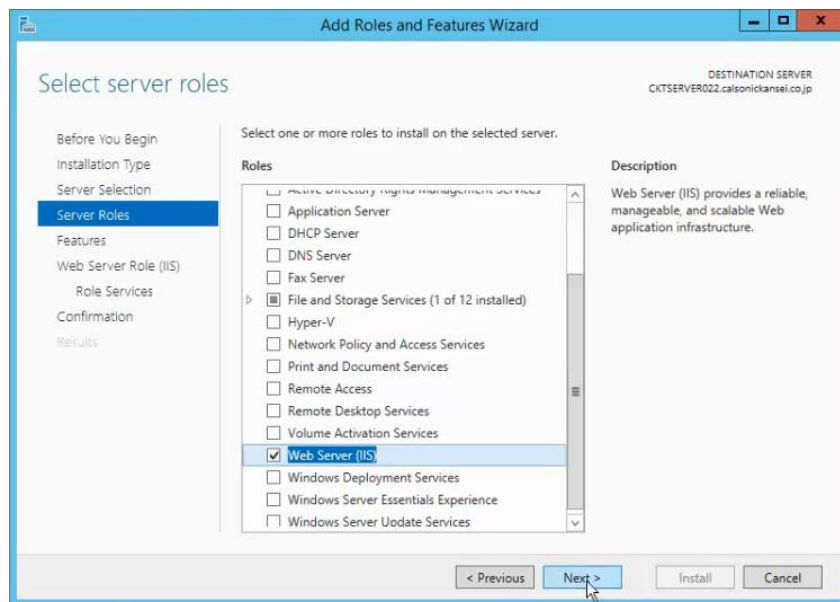 Add Roles and Features Wizard
Select server roles
DESTINATION SERVER
CKTSERVER022.calsonickansei.co.jp
Before You Begin
Installation Type
Server Selection
Server Roles
Features
Web Server Role (IIS)
Role Services
Confirmation
Results
Select one or more roles to install on the selected server.
Roles
Active Directory Rights Management Services
Application Server
DHCP Server
DNS Server
Fax Server
File and Storage Services (1 of 12 installed)
Hyper-V
Network Policy and Access Services
Print and Document Services
Remote Access
Remote Desktop Services
Volume Activation Services
Web Server (IIS)
Windows Deployment Services
Windows Server Essentials Experience
Windows Server Update Services
Description
Web Server (IIS) provides a reliable,
manageable, and scalable Web
application infrastructure.
< Previous
Next >
Install
Cancel